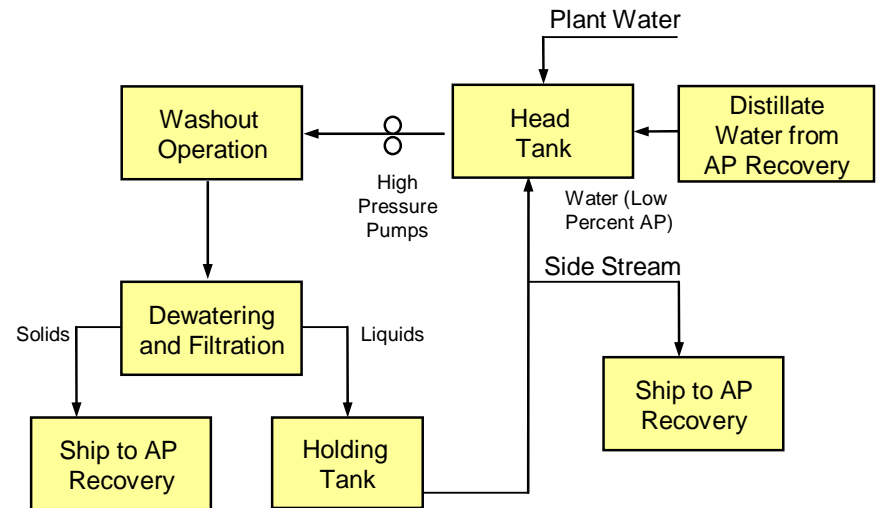 Plant Water
Washout
Operation
Head
Tank
Distillate
Water from
AP Recovery
High
Pressure
Pumps
Water (Low
Percent AP)
Side Stream
Solids
Dewatering
and Filtration
Liquids
Ship to AP
Recovery
Holding
Tank
Ship to AP
Recovery